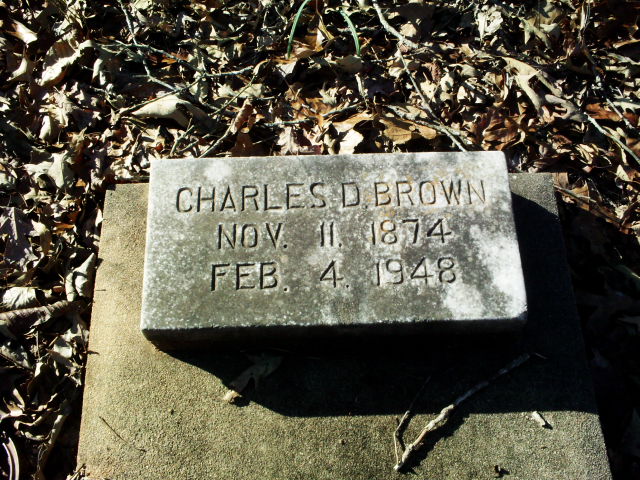 CHARLES D. BROWN
NOV. 11. 1874
FEB. 4. 1948